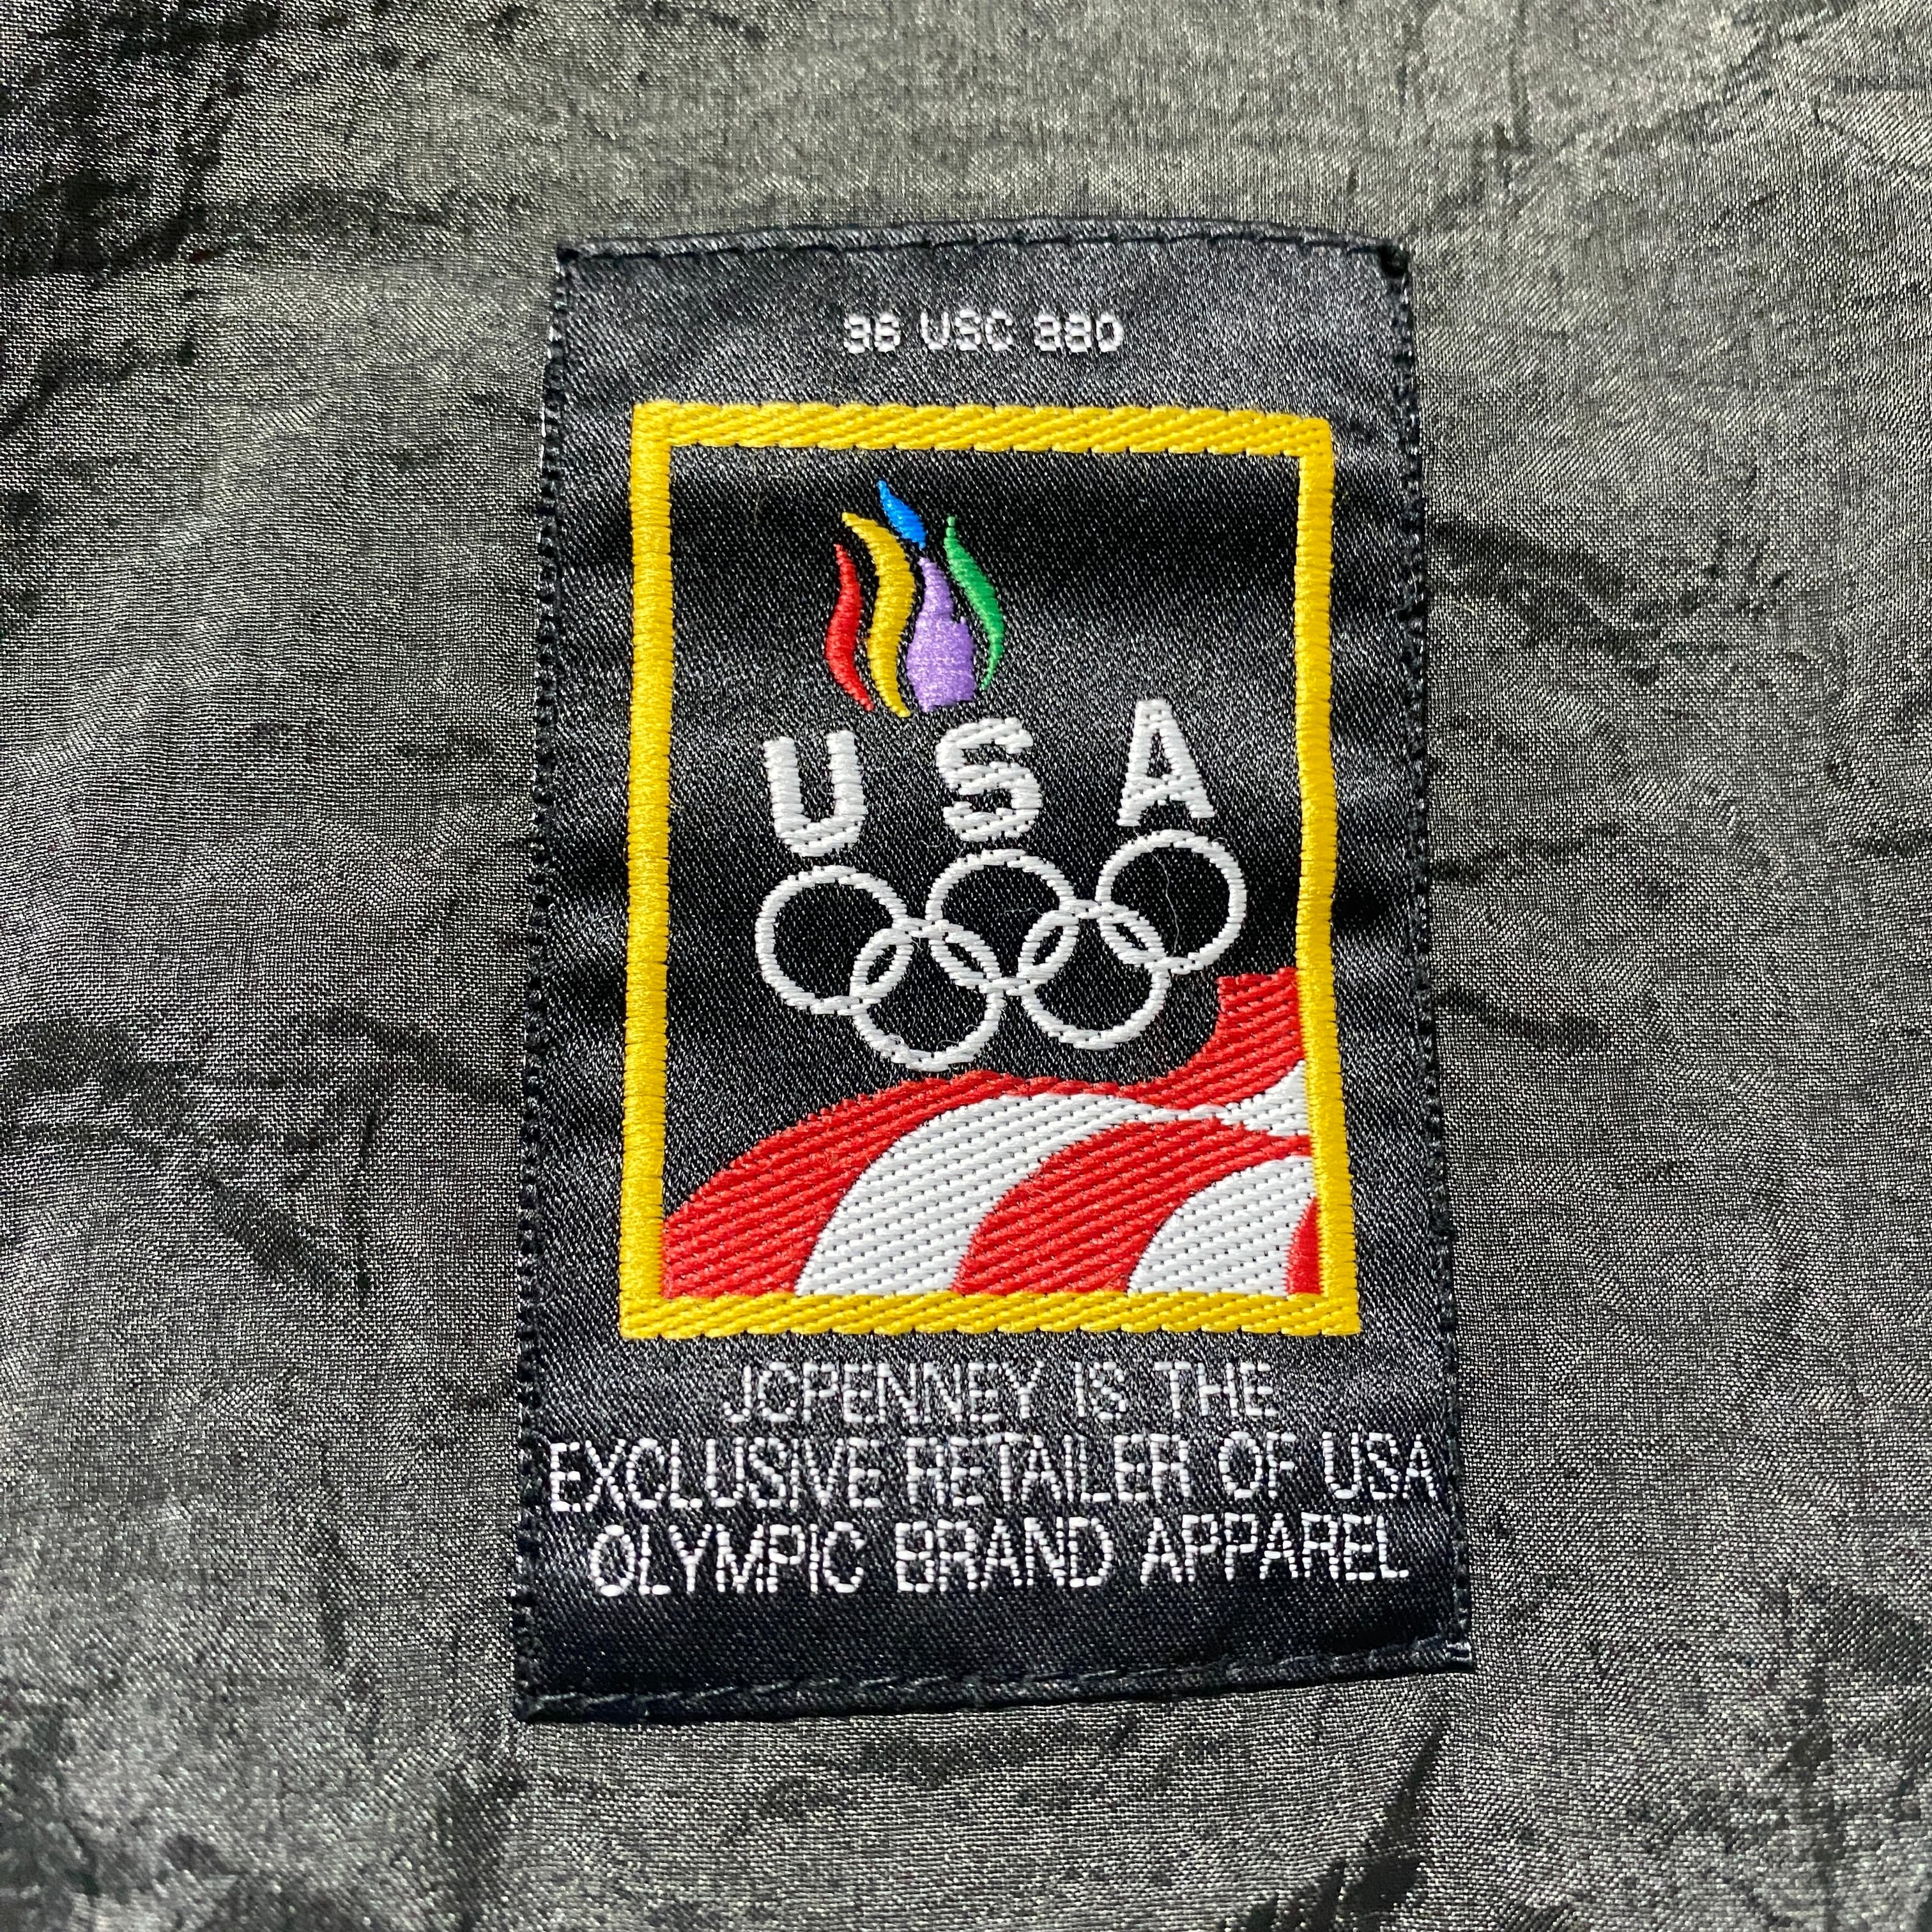 36 USC 380
USA
JCPENNEY IS THE
EXCLUSIVE RETAILER OF USA
OLYMPIC BRAND APPAREL